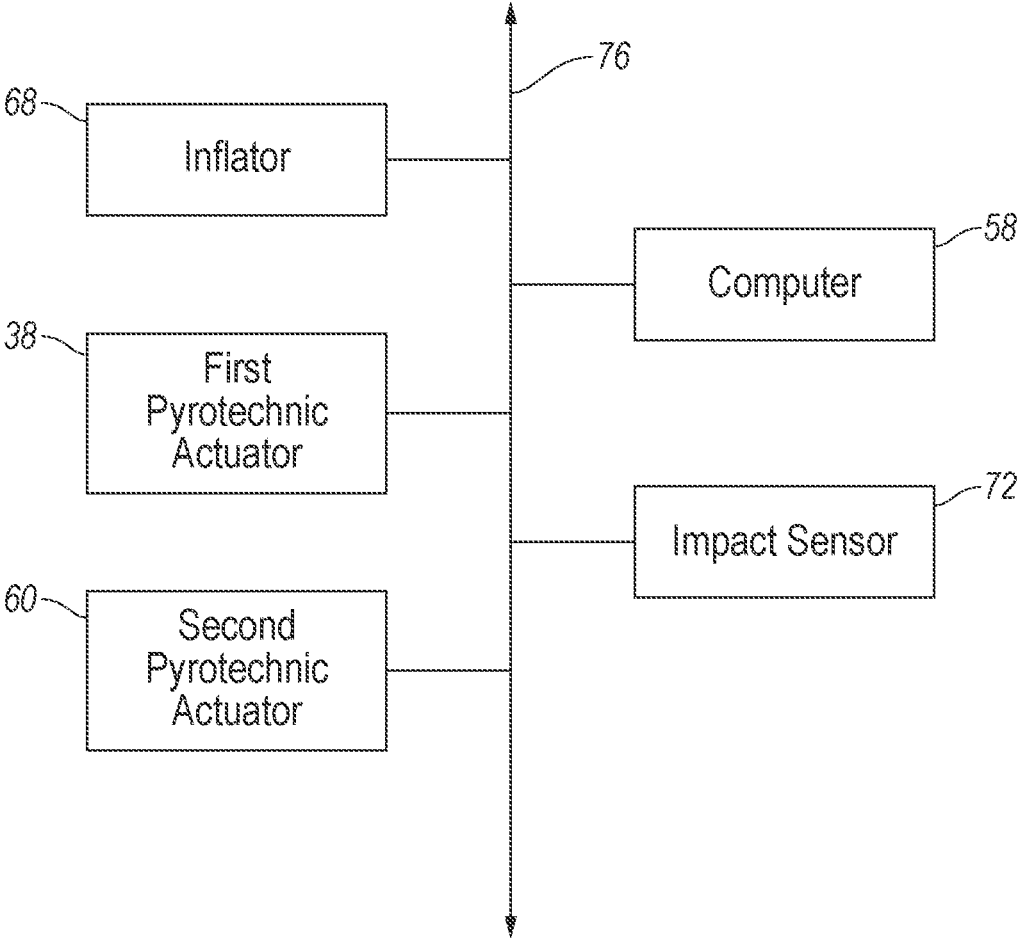 76
68
Inflator
58
Computer
38
First
Pyrotechnic
Actuator
72
Impact Sensor
60
Second
Pyrotechnic
Actuator